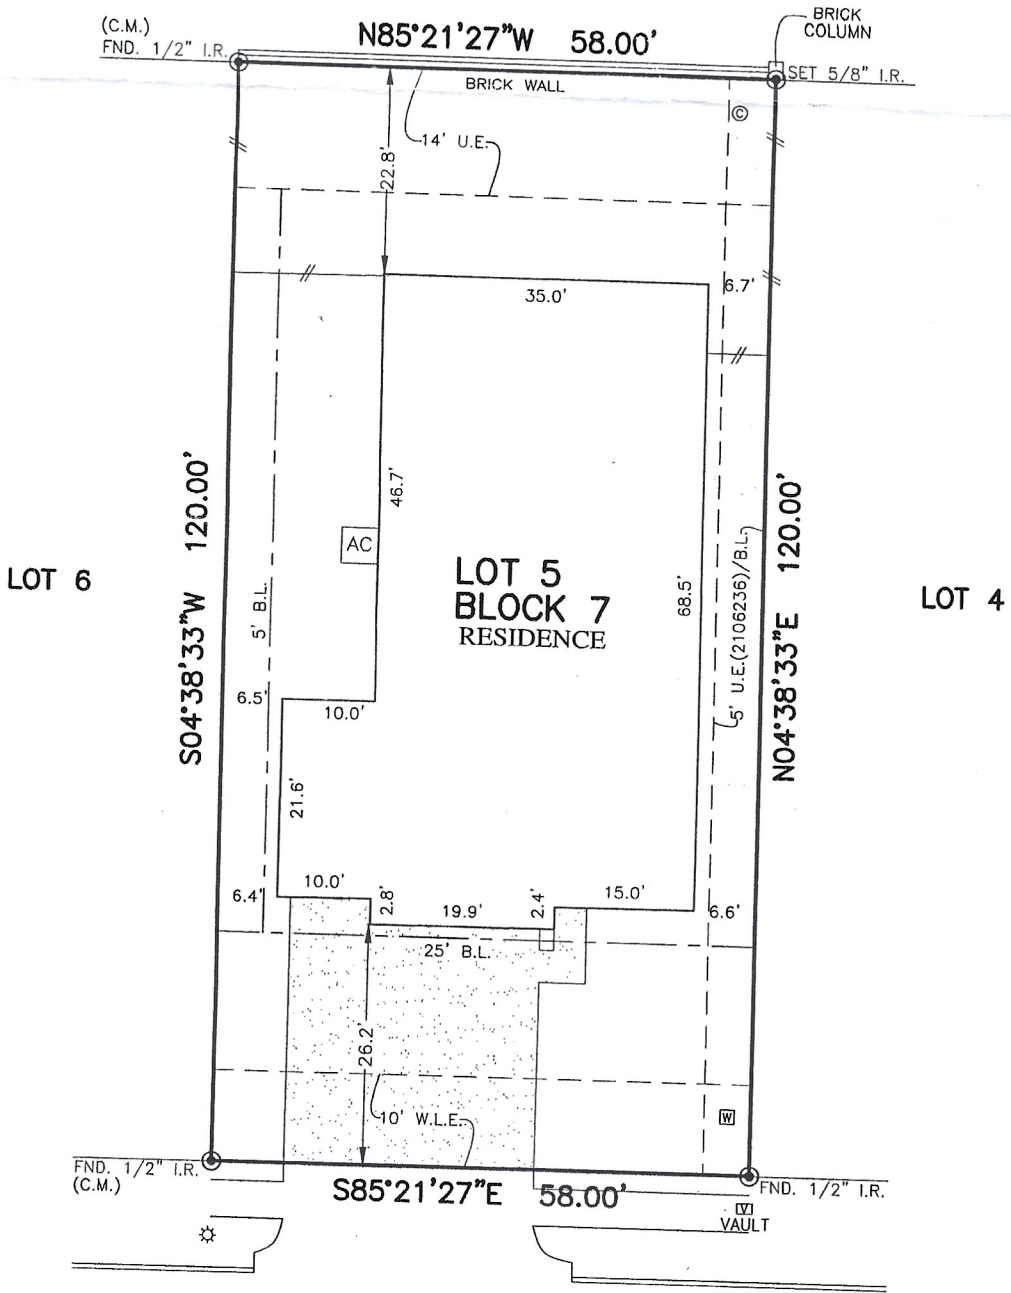 BRICK
COLUMN
(C.M.)
FND. 1/2" I.R.
N85°21'27"W 58.00'
SET 5/8" I.R.
BRICK WALL
©
14' U.E.
22.8'
6.7'
35.0'
46.7'
AC
LOT 6
S04°38'33"W 120.00'
5' B.L.
LOT 5
BLOCK 7
RESIDENCE
68.5'
5' U.E.(2106236)/B.L.
N04°38'33"E 120.00'
LOT 4
6.5'
10.0'
21.6'
6.4'
10.0'
2.8'
19.9'
2.4'
15.0'
6.6'
25' B.L.
26.2'
10' W.L.E.
W
FND. 1/2" I.R.
(C.M.)
S85°21'27"E 58.00'
FND. 1/2" I.R.
V
VAULT